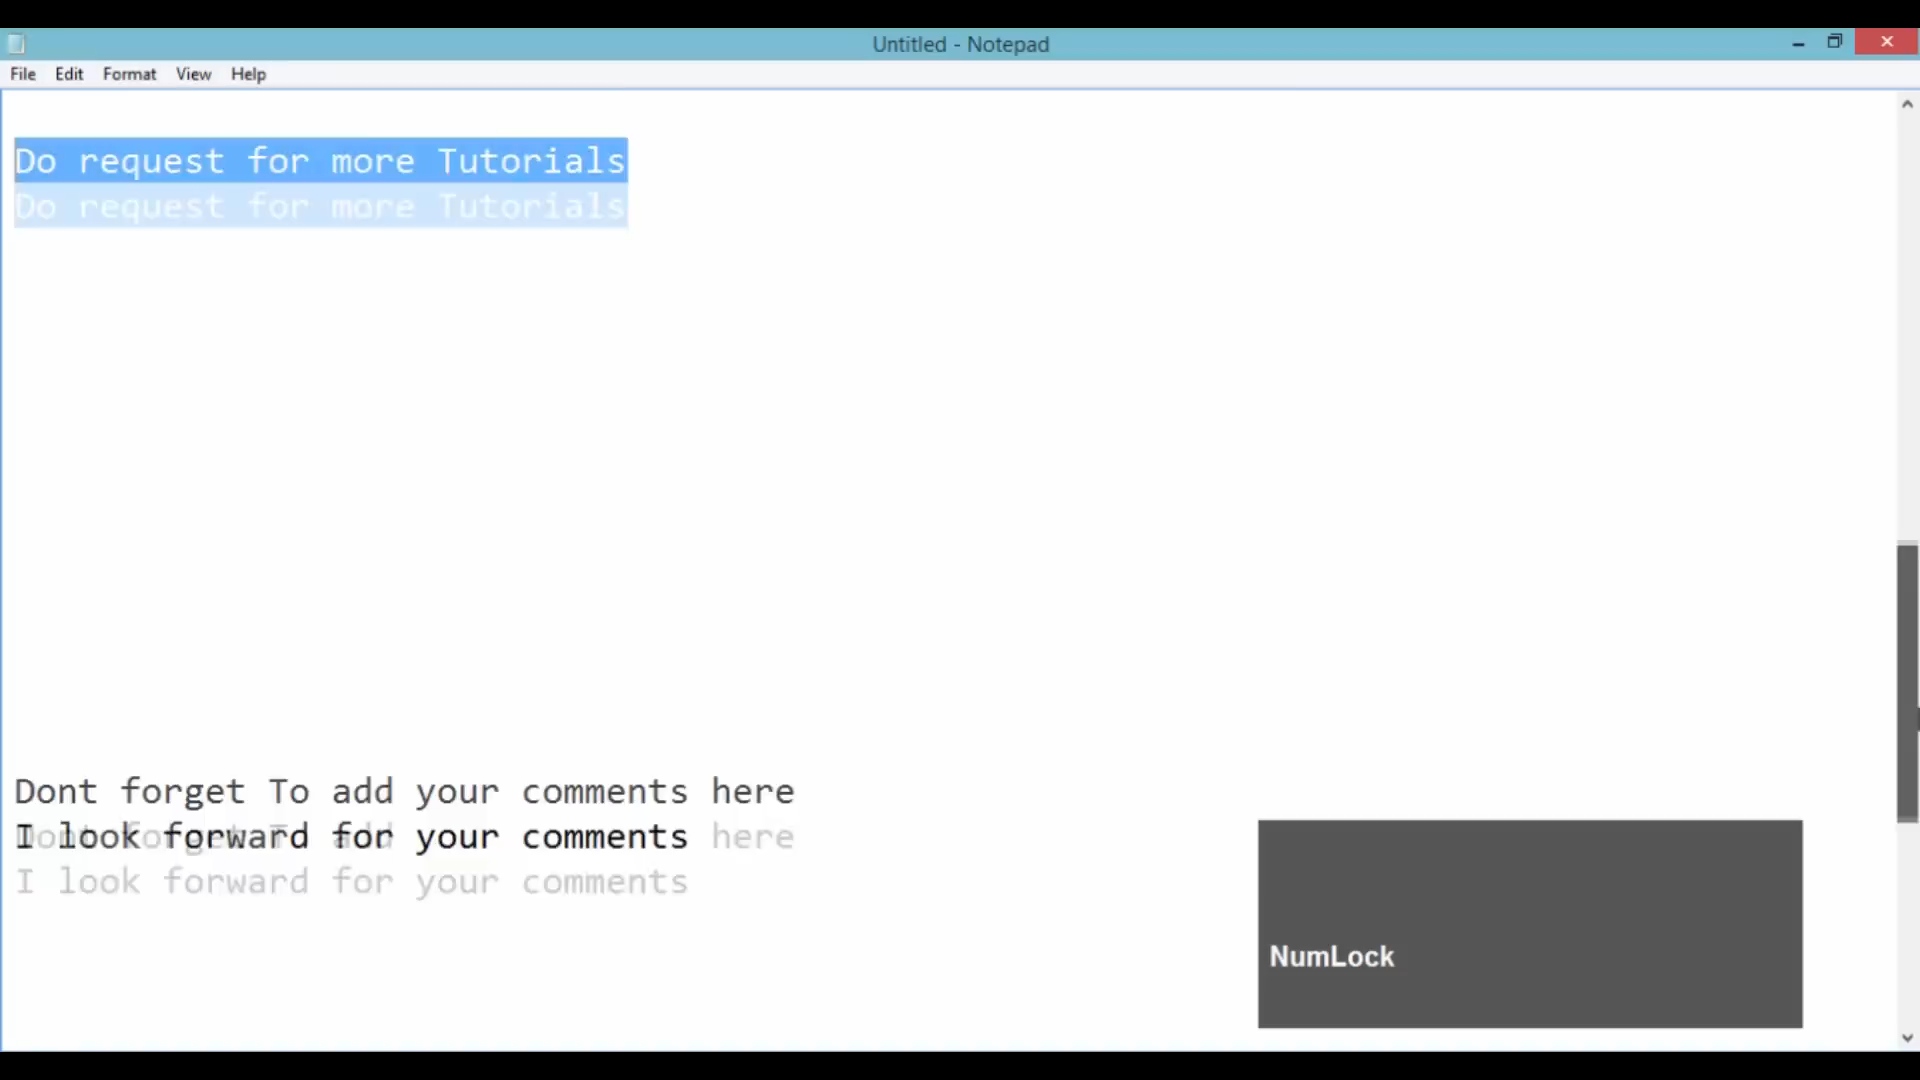 Untitled - Notepad
File Edit Format View Help
Do request for more Tutorials
Do request for more Tutorials
Dont forget To add your comments here
I look forward for your comments here
I look forward for your comments
NumLock